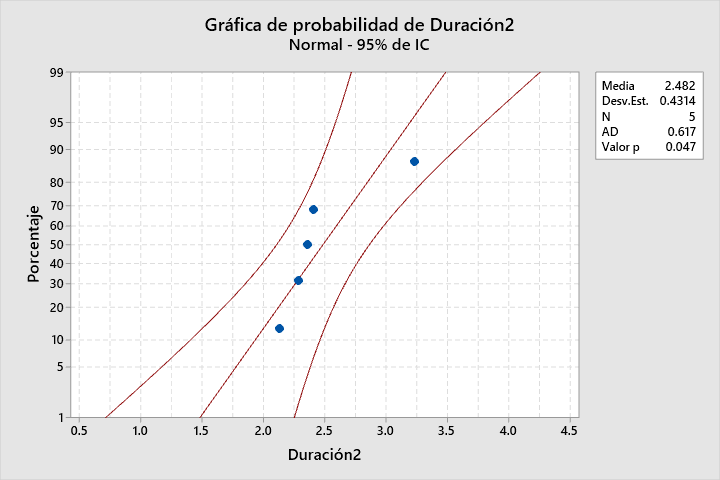 Gráfica de probabilidad de Duración2
Normal - 95% de IC
99
95
90
80
70
60
50
40
30
20
10
5
1
Porcentaje
0.5 1.0 1.5 2.0 2.5 3.0 3.5 4.0 4.5
Duración2
Media 2.482
Desv.Est. 0.4314
N 5
AD 0.617
Valor p 0.047